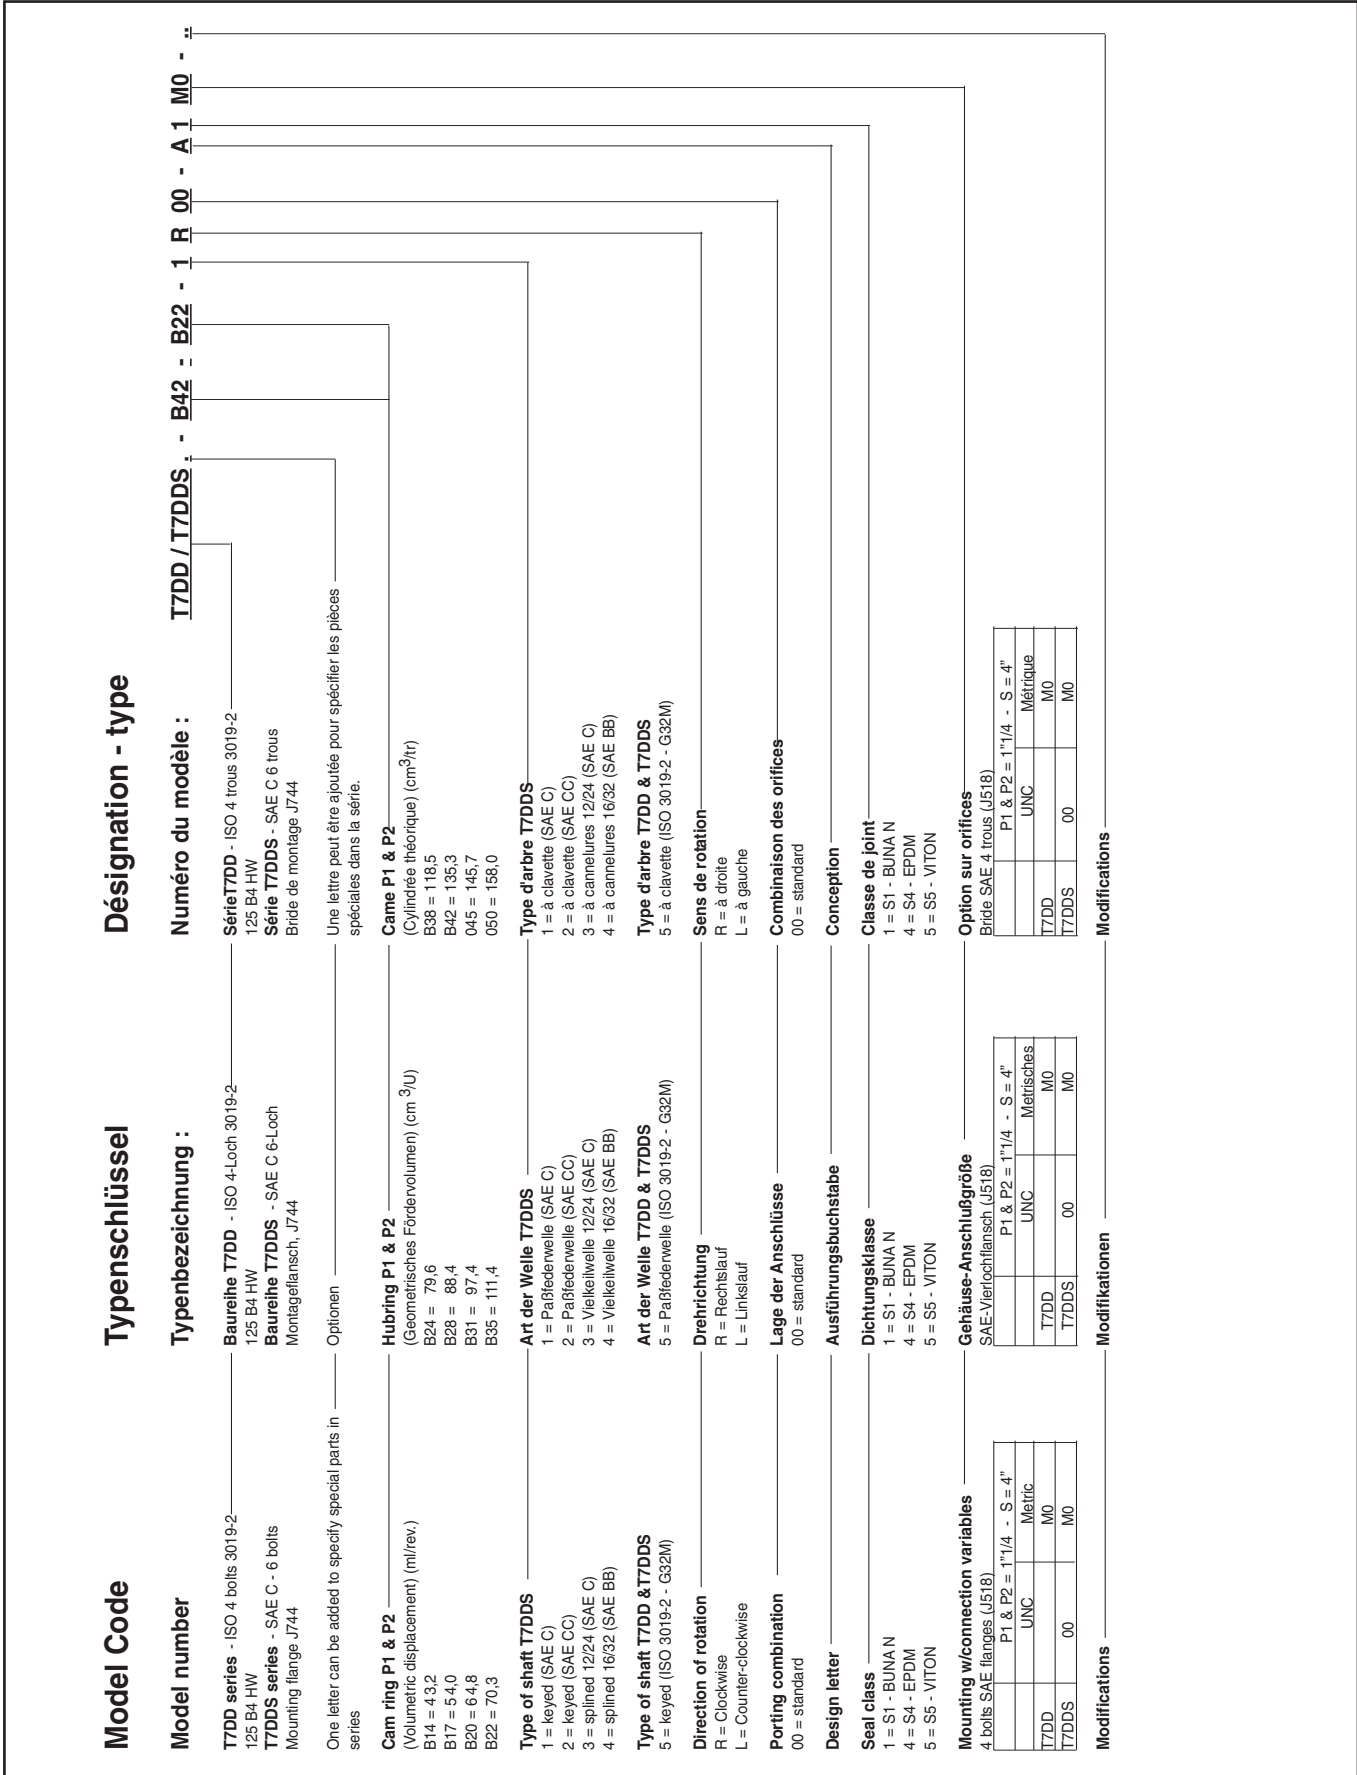 Model Code
Typenschlüssel
Désignation - type
Model number
Typenbezeichnung :
Numéro du modèle :
T7DD / T7DDS . - B42 - B22 - 1 R 00 - A 1 M0 - ..
T7DD series - ISO 4 bolts 3019-2
125 B4 HW
T7DDS series - SAE C - 6 bolts
Mounting flange J744
Baureihe T7DD - ISO 4-Loch 3019-2
125 B4 HW
Baureihe T7DDS - SAE C 6-Loch
Montageflansch, J744
SérieT7DD - ISO 4 trous 3019-2
125 B4 HW
Série T7DDS - SAE C 6 trous
Bride de montage J744
One letter can be added to specify special parts in
series
Optionen
Une lettre peut être ajoutée pour spécifier les pièces
spéciales dans la série.
Cam ring P1 & P2
(Volumetric displacement) (ml/rev.)
B14 = 43,2
B17 = 54,0
B20 = 64,8
B22 = 70,3
Hubring P1 & P2
(Geometrisches Fördervolumen) (cm 3/U)
B24 = 79,6
B28 = 88,4
B31 = 97,4
B35 = 111,4
Came P1 & P2
(Cylindrée théorique) (cm3/tr)
B38 = 118,5
B42 = 135,3
045 = 145,7
050 = 158,0
Type of shaft T7DDS
1 = keyed (SAE C)
2 = keyed (SAE CC)
3 = splined 12/24 (SAE C)
4 = splined 16/32 (SAE BB)
Art der Welle T7DDS
1 = Paßfederwelle (SAE C)
2 = Paßfederwelle (SAE CC)
3 = Vielkeilwelle 12/24 (SAE C)
4 = Vielkeilwelle 16/32 (SAE BB)
Type d'arbre T7DDS
1 = à clavette (SAE C)
2 = à clavette (SAE CC)
3 = à cannelures 12/24 (SAE C)
4 = à cannelures 16/32 (SAE BB)
Type of shaft T7DD &T7DDS
5 = keyed (ISO 3019-2 - G32M)
Art der Welle T7DD & T7DDS
5 = Paßfederwelle (ISO 3019-2 - G32M)
Type d'arbre T7DD & T7DDS
5 = à clavette (ISO 3019-2 - G32M)
Direction of rotation
R = Clockwise
L = Counter-clockwise
Drehrichtung
R = Rechtslauf
L = Linkslauf
Sens de rotation
R = à droite
L = à gauche
Porting combination
00 = standard
Lage der Anschlüsse
00 = standard
Combinaison des orifices
00 = standard
Design letter
Ausführungsbuchstabe
Conception
Seal class
1 = S1 - BUNA N
4 = S4 - EPDM
5 = S5 - VITON
Dichtungsklasse
1 = S1 - BUNA N
4 = S4 - EPDM
5 = S5 - VITON
Classe de joint
1 = S1 - BUNA N
4 = S4 - EPDM
5 = S5 - VITON
Mounting w/connection variables
4 bolts SAE flanges (J518)
P1 & P2 = 1"1/4 - S = 4"
UNC Metric
T7DD M0
T7DDS 00 M0
Gehäuse-Anschlußgröße
SAE-Vierlochflansch (J518)
P1 & P2 = 1"1/4 - S = 4"
UNC Metrisches
T7DD M0
T7DDS 00 M0
Option sur orifices
Bride SAE 4 trous (J518)
P1 & P2 = 1"1/4 - S = 4"
UNC Métrique
T7DD M0
T7DDS 00 M0
Modifications
Modifikationen
Modifications